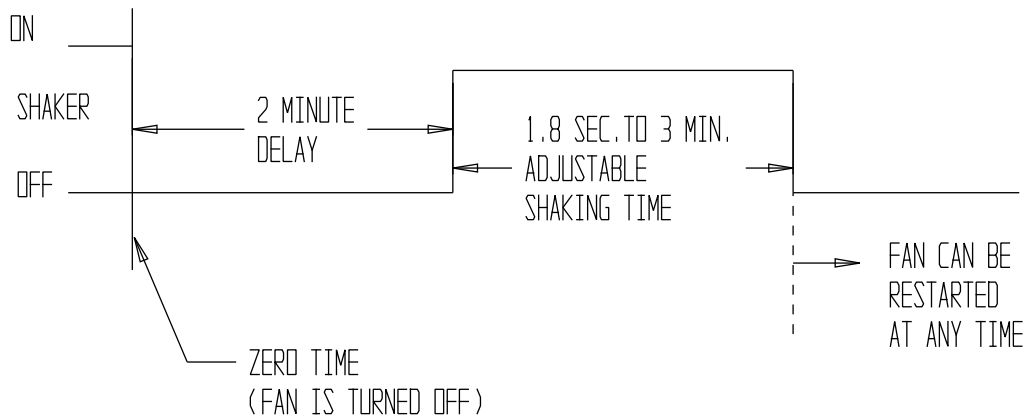 ON
SHAKER
OFF
2 MINUTE
DELAY
1.8 SEC.TO 3 MIN.
ADJUSTABLE
SHAKING TIME
FAN CAN BE
RESTARTED
AT ANY TIME
ZERO TIME
(FAN IS TURNED OFF)